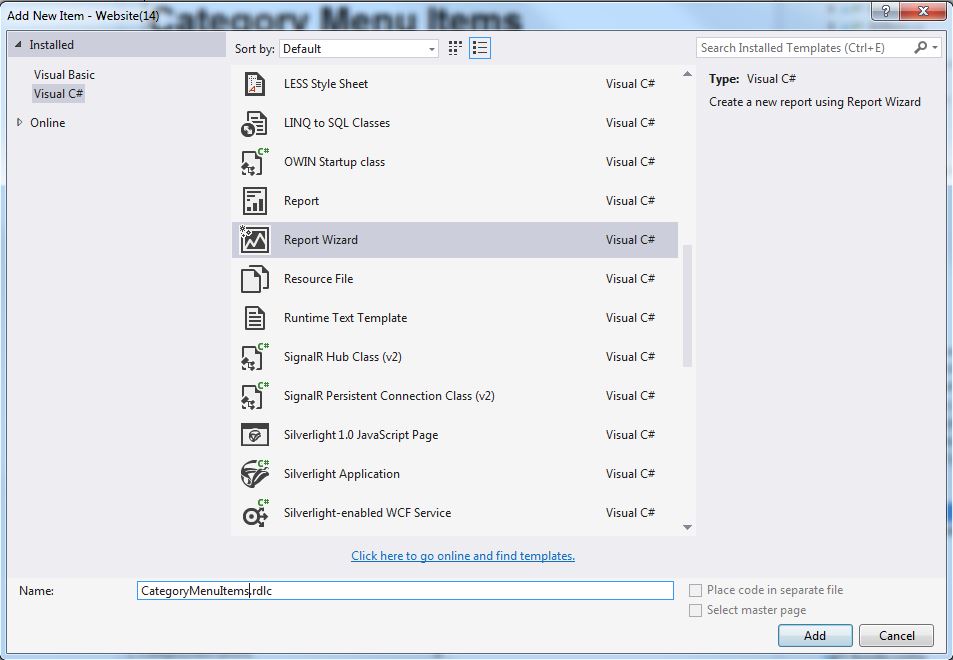 Add New Item - Website(14)
Category Menu Items
Installed
Visual Basic
Visual C#
Online
Sort by: Default
Search Installed Templates (Ctrl+E)
LESS Style Sheet Visual C#
LINQ to SQL Classes Visual C#
OWIN Startup class Visual C#
Report Visual C#
Report Wizard Visual C#
Resource File Visual C#
Runtime Text Template Visual C#
SignalR Hub Class (v2) Visual C#
SignalR Persistent Connection Class (v2) Visual C#
Silverlight 1.0 JavaScript Page Visual C#
Silverlight Application Visual C#
Silverlight-enabled WCF Service Visual C#
Type: Visual C#
Create a new report using Report Wizard
Click here to go online and find templates.
Name: CategoryMenuItems.rdlc
Place code in separate file
Select master page
Add Cancel